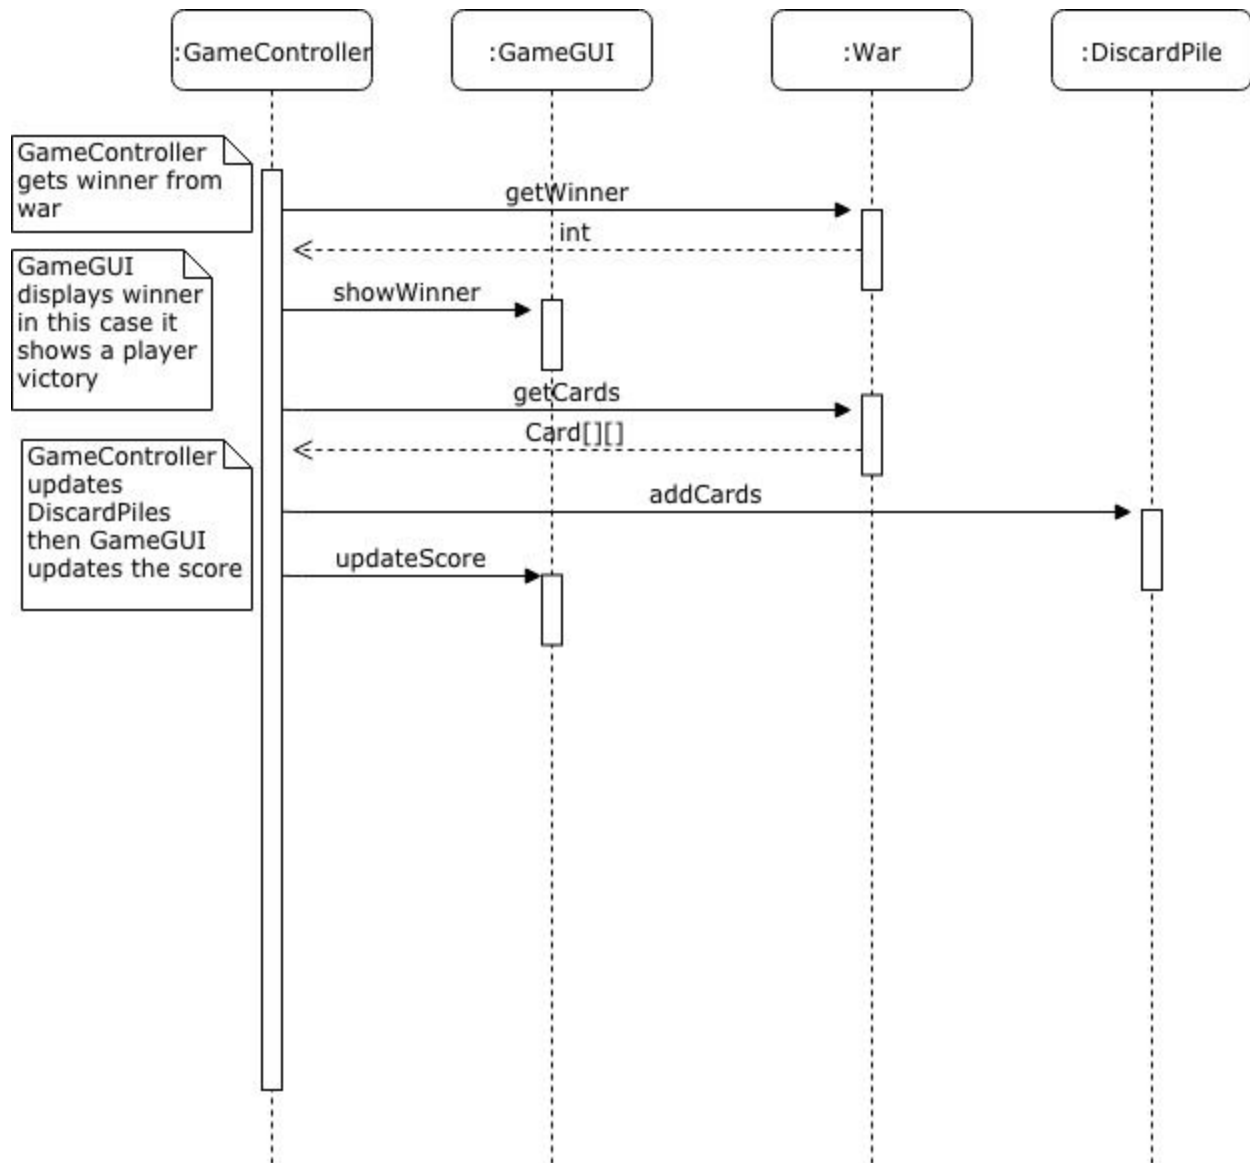 :GameController
:GameGUI
:War
:DiscardPile
GameController
gets winner from
war
getWinner
int
GameGUI
displays winner
in this case it
shows a player
victory
showWinner
getCards
Card[][]
GameController
updates
DiscardPiles
then GameGUI
updates the score
addCards
updateScore